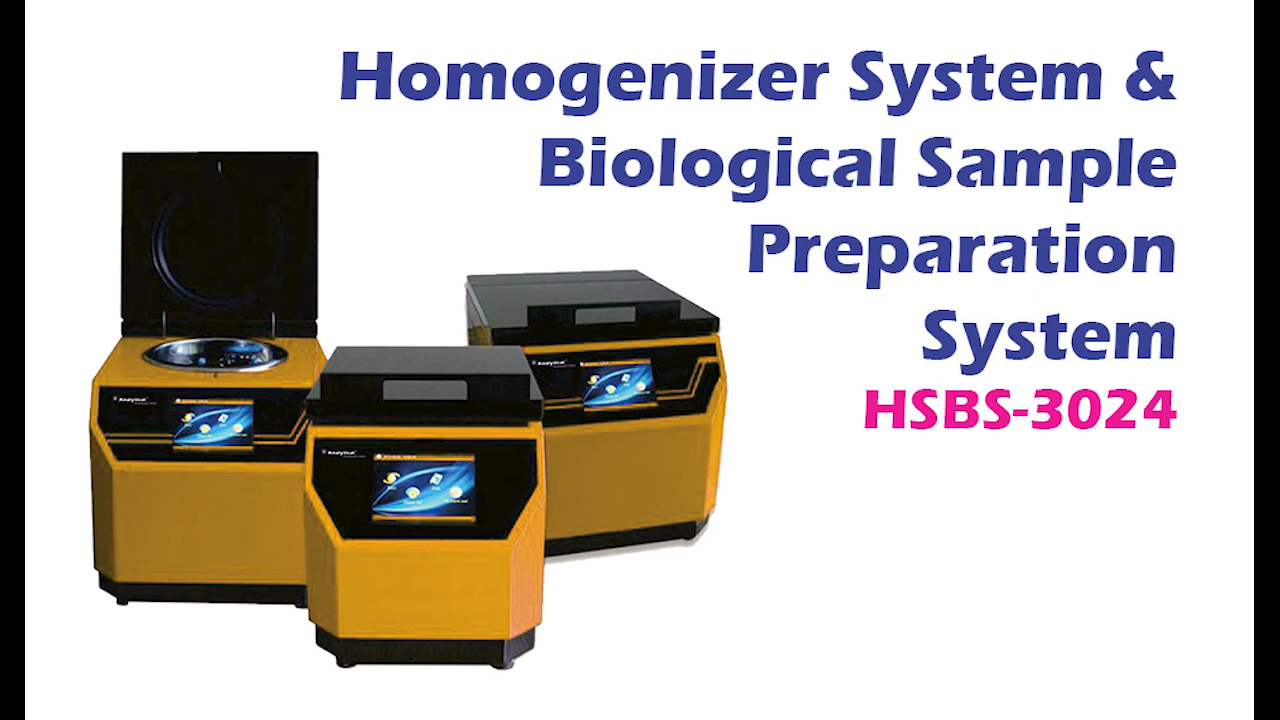 Homogenizer System &
Biological Sample
Preparation
System
HSBS-3024